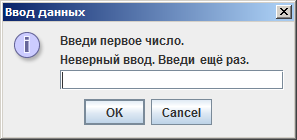 Ввод данных
Введи первое число.
Неверный ввод. Введи ещё раз.
OK Cancel